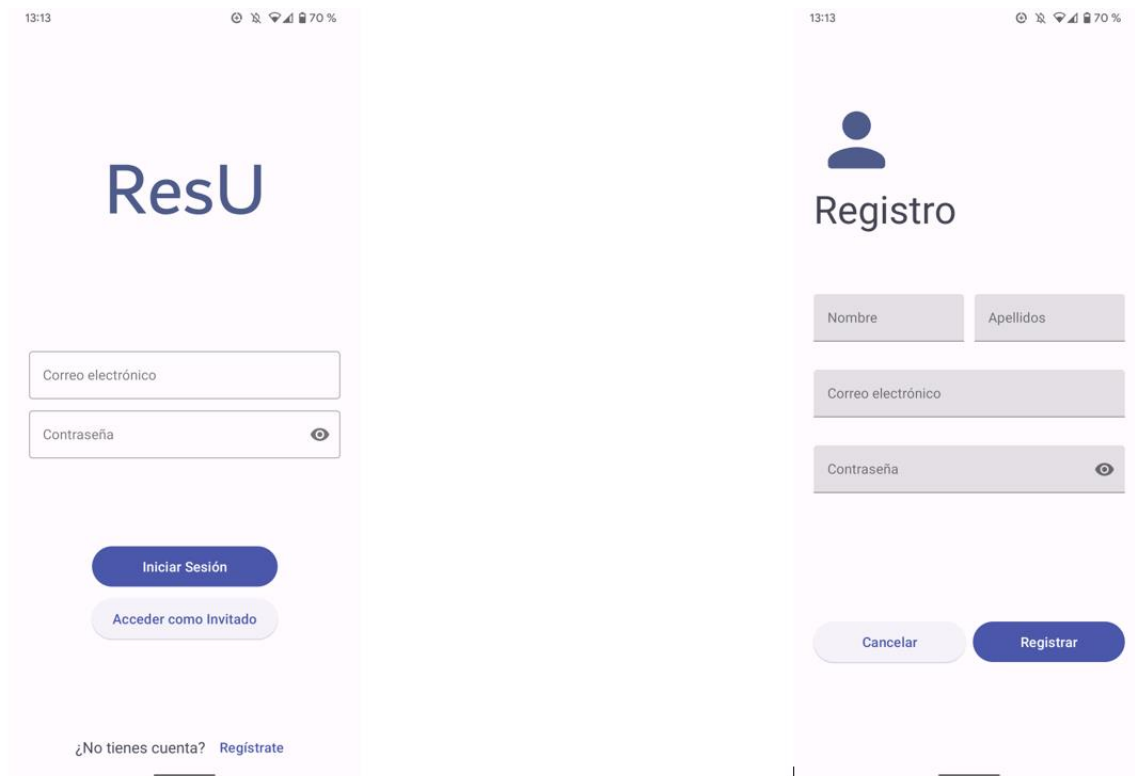 13:13
70 %
ResU
Correo electrónico
Contraseña
Iniciar Sesión
Acceder como Invitado
¿No tienes cuenta? Regístrate
13:13
70 %
Registro
Nombre Apellidos
Correo electrónico
Contraseña
Cancelar Registrar